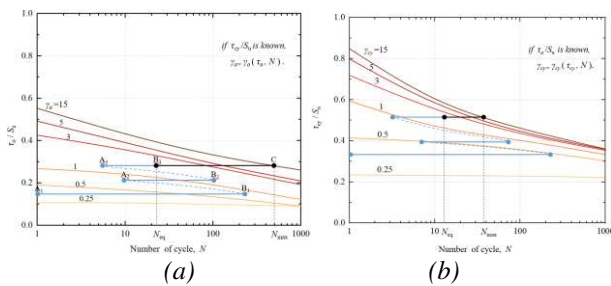 (a)
τₐ / Sᵤ
1.0
0.8
0.6
0.4
0.2
0.0
if τcy/Sᵤ is known,
γₐ=γₐ(τₐ, N).
γₐ=15
5
3
1
0.5
0.25
A₃ B₃ C
A₂ B₂
A₁ B₁
1 10 100 1000
Neq Nmax
Number of cycle, N
(a)
(b)
τcy / Sᵤ
1.0
0.8
0.6
0.4
0.2
0.0
γcy=15
5
3
1
0.5
0.25
if τₐ/Sᵤ is known,
γcy=γcy(τcy, N).
1 10 100 1000
Neq Nmax
Number of cycle, N
(b)